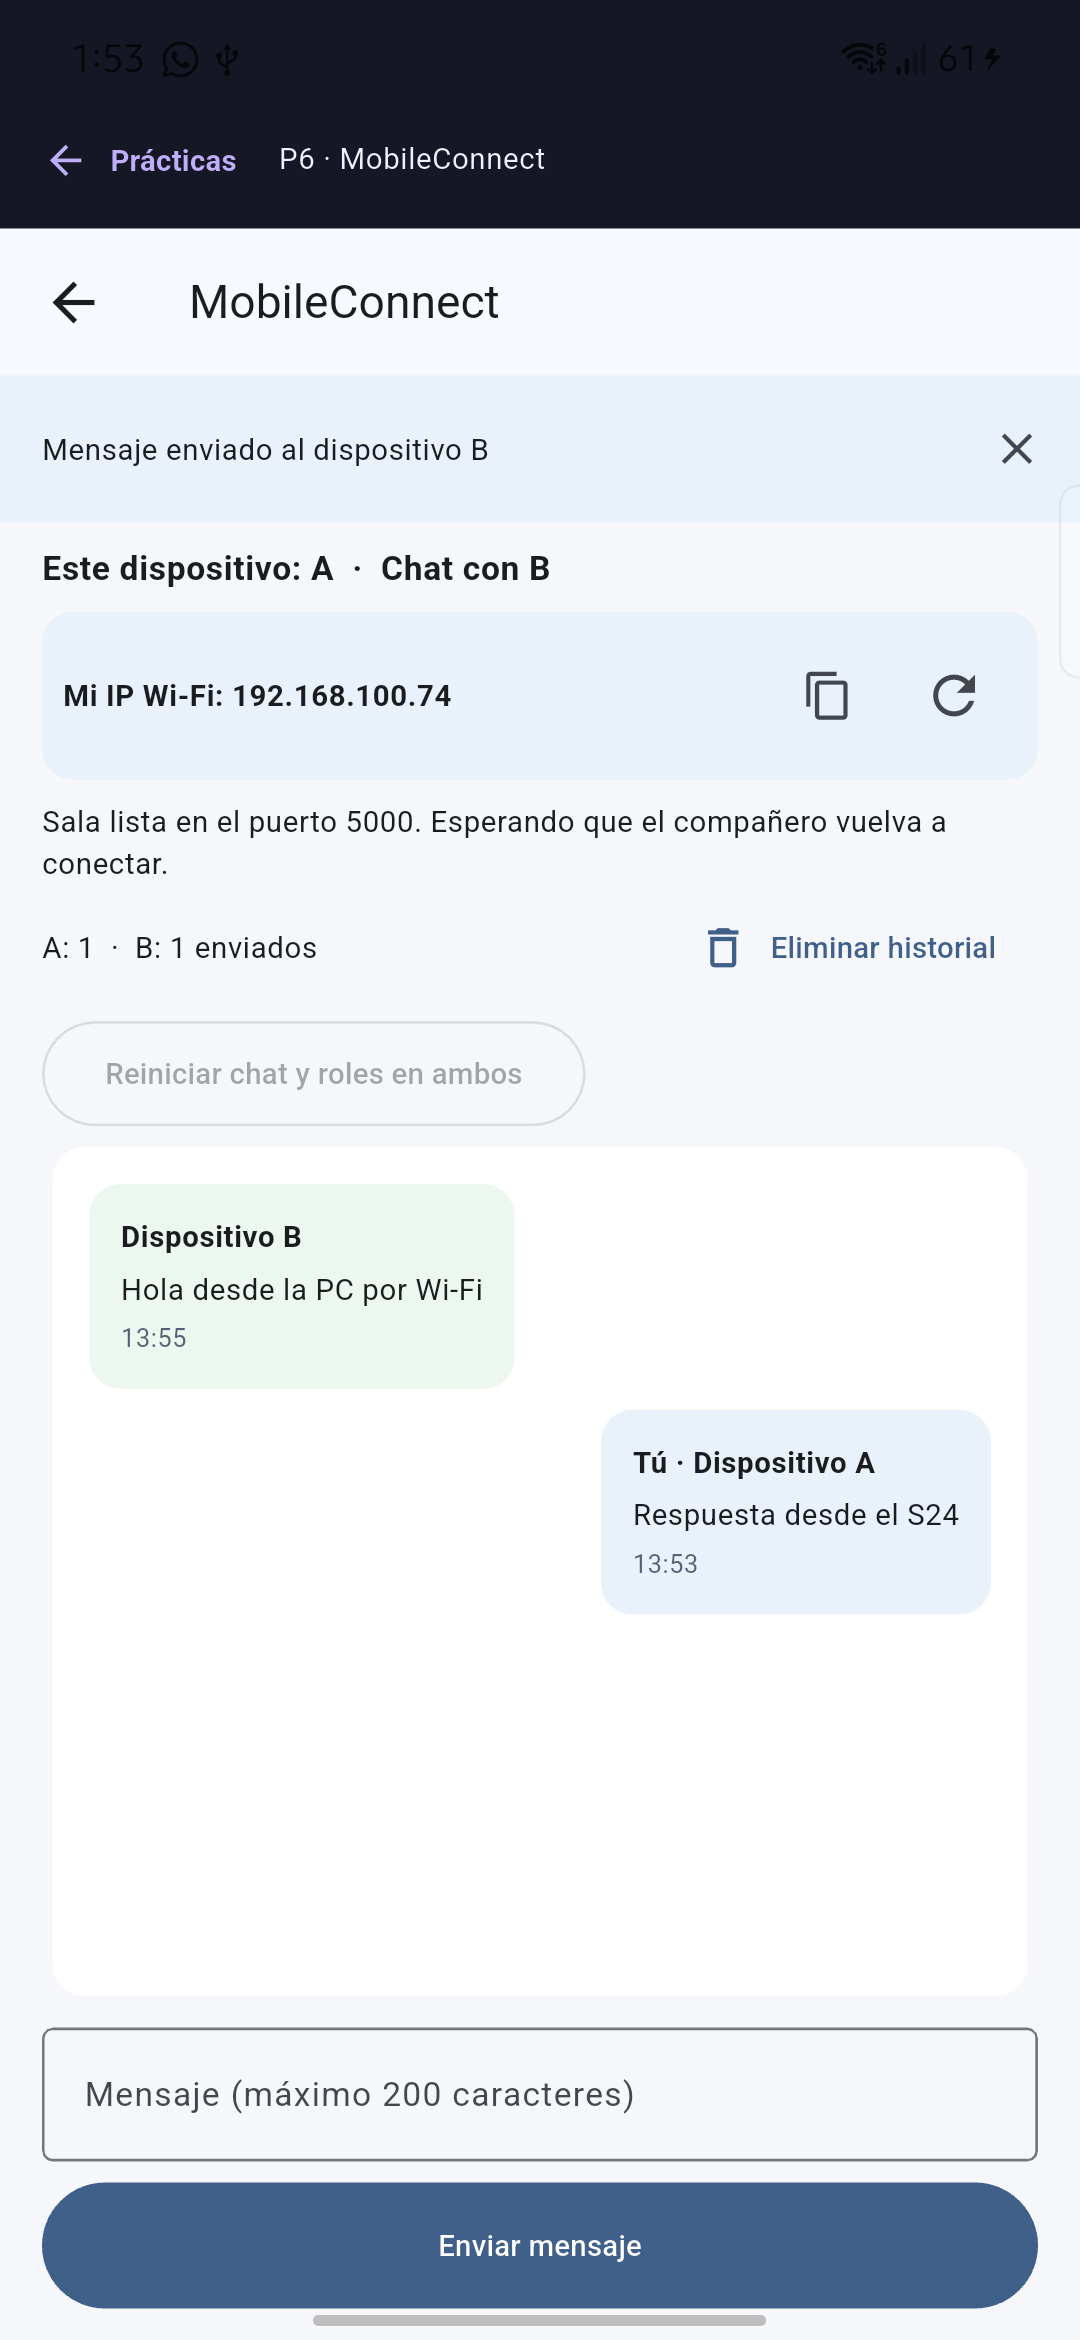 1:53
6
61
Prácticas
P6 · MobileConnect
MobileConnect
Mensaje enviado al dispositivo B
Este dispositivo: A · Chat con B
Mi IP Wi-Fi: 192.168.100.74
Sala lista en el puerto 5000. Esperando que el compañero vuelva a
conectar.
A: 1 · B: 1 enviados
Eliminar historial
Reiniciar chat y roles en ambos
Dispositivo B
Hola desde la PC por Wi-Fi
13:55
Tú · Dispositivo A
Respuesta desde el S24
13:53
Mensaje (máximo 200 caracteres)
Enviar mensaje